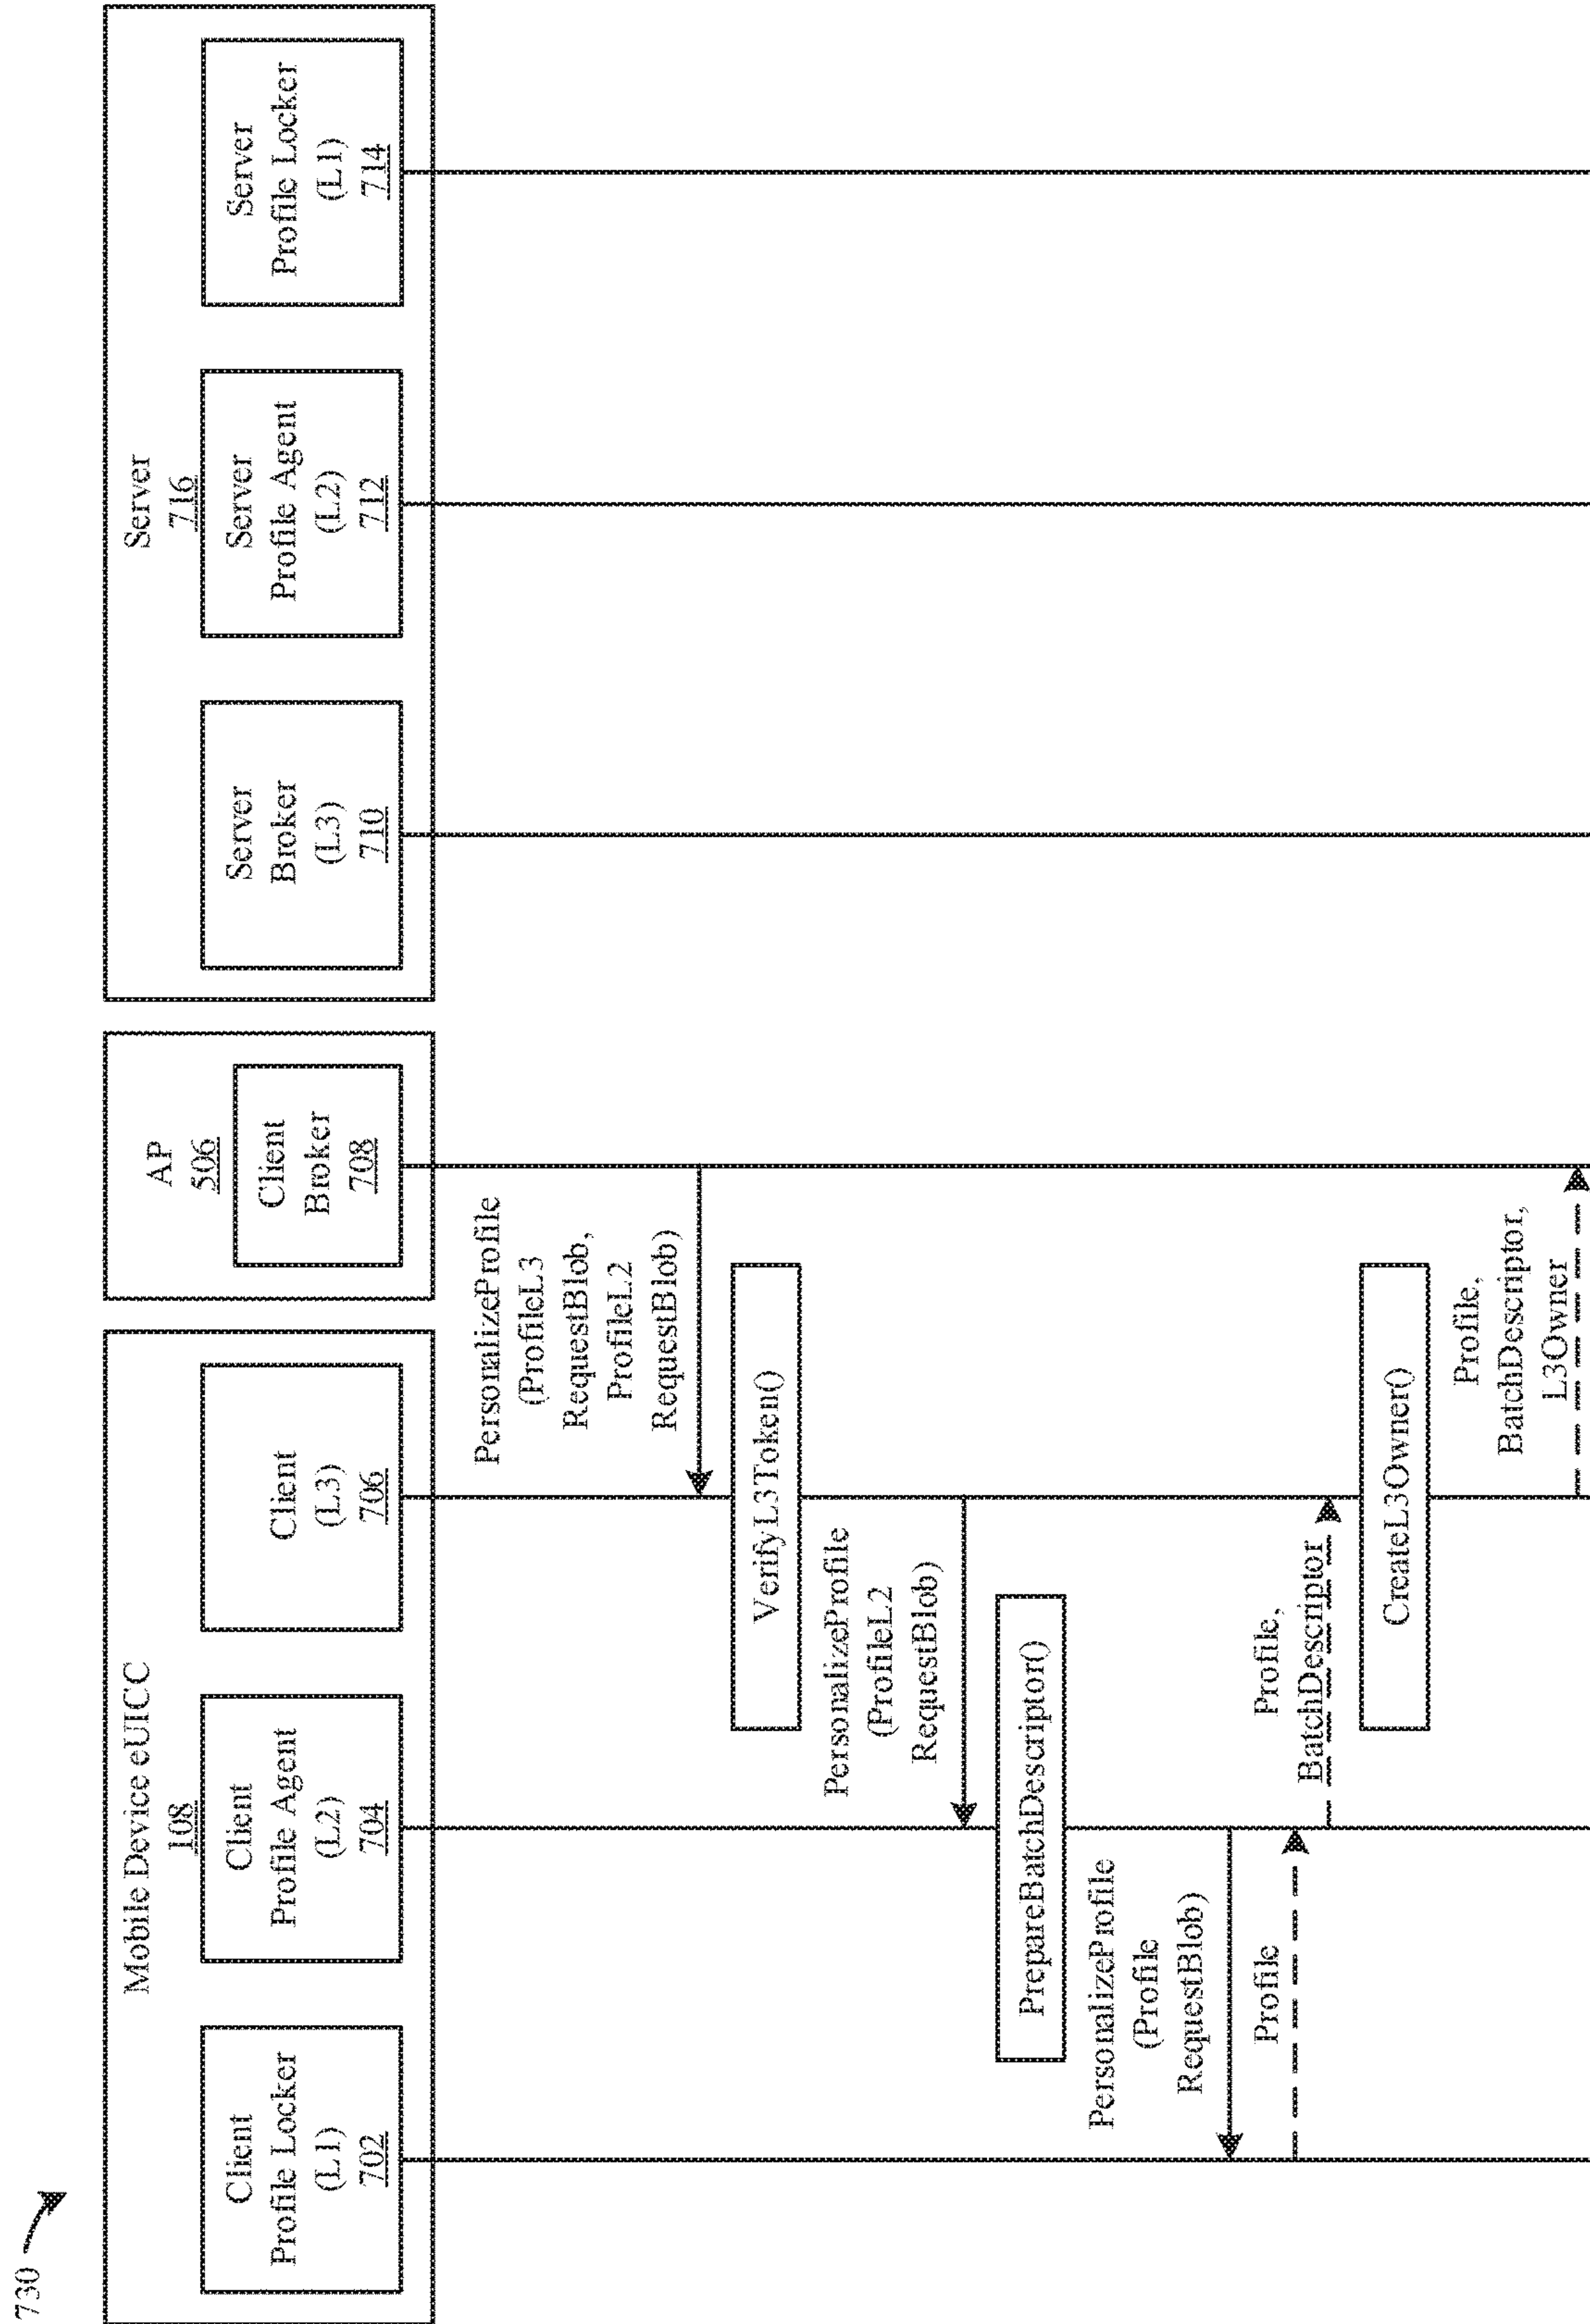 730
Mobile Device eUICC
108
Client
Profile Locker
(L1)
702
Client
Profile Agent
(L2)
704
Client
(L3)
706
AP
506
Client
Broker
708
Server
716
Server
Broker
(L3)
710
Server
Profile Agent
(L2)
712
Server
Profile Locker
(L1)
714
PersonalizeProfile
(ProfileL3
RequestBlob,
ProfileL2
RequestBlob)
VerifyL3Token()
PersonalizeProfile
(ProfileL2
RequestBlob)
PrepareBatchDescriptor()
PersonalizeProfile
(Profile
RequestBlob)
Profile
Profile,
BatchDescriptor
CreateL3Owner()
Profile,
BatchDescriptor,
L3Owner